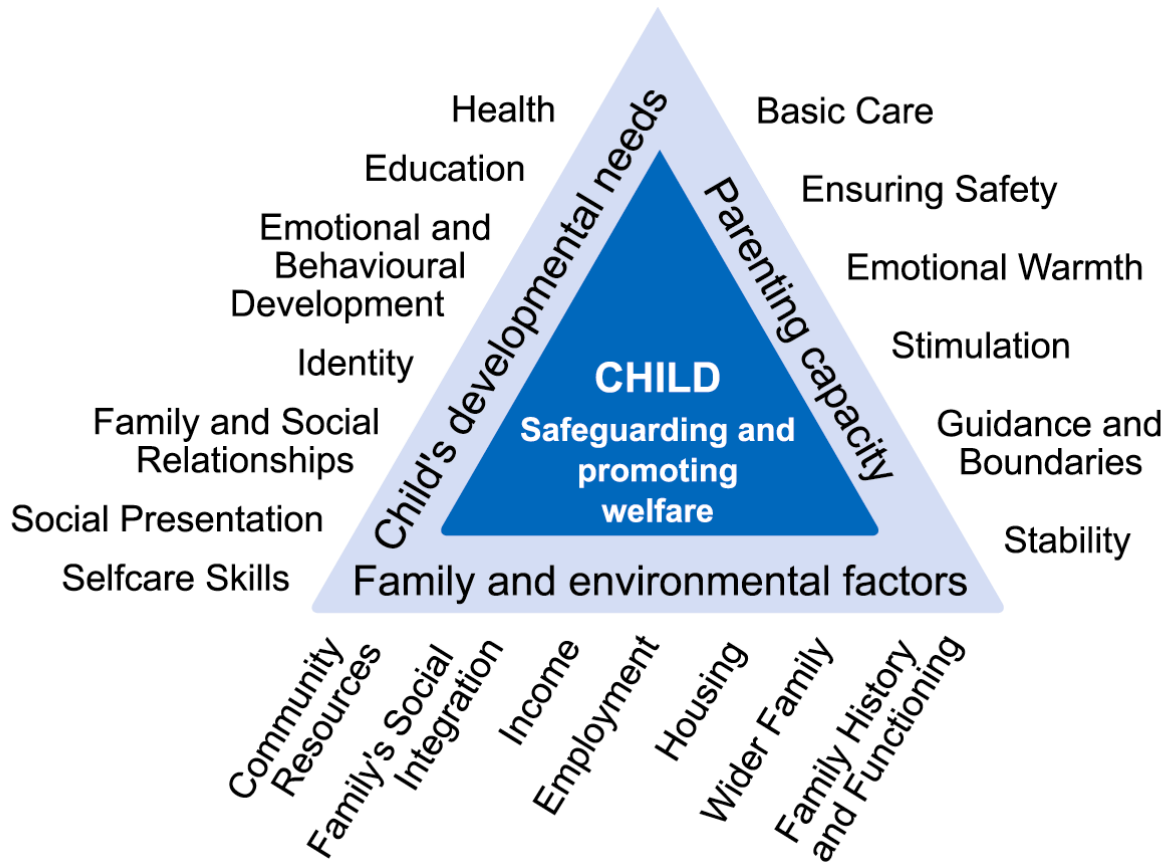 Health
Education
Emotional and
Behavioural
Development
Identity
Family and Social
Relationships
Social Presentation
Selfcare Skills
Child's developmental needs
CHILD
Safeguarding and
promoting
welfare
Parenting capacity
Basic Care
Ensuring Safety
Emotional Warmth
Stimulation
Guidance and
Boundaries
Stability
Family and environmental factors
Community
Resources
Family's Social
Integration
Income
Employment
Housing
Wider Family
Family History
and Functioning